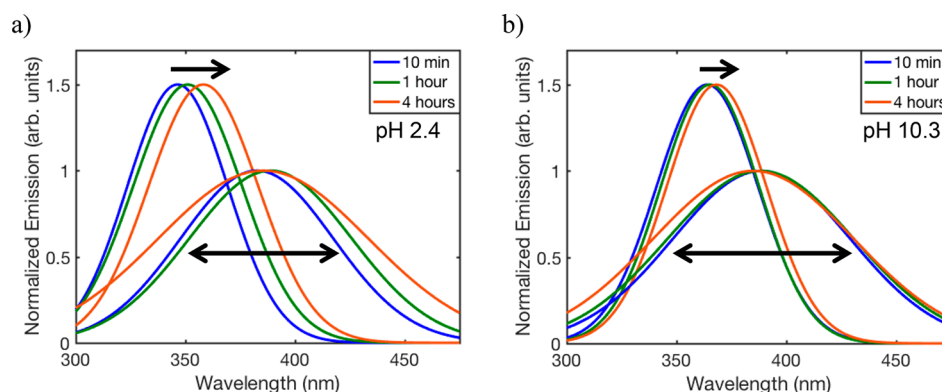 a)
Normalized Emission (arb. units)
1.5
1
0.5
0
300
350
400
450
Wavelength (nm)
10 min
1 hour
4 hours
pH 2.4
b)
Normalized Emission (arb. units)
1.5
1
0.5
0
300
350
400
450
Wavelength (nm)
10 min
1 hour
4 hours
pH 10.3